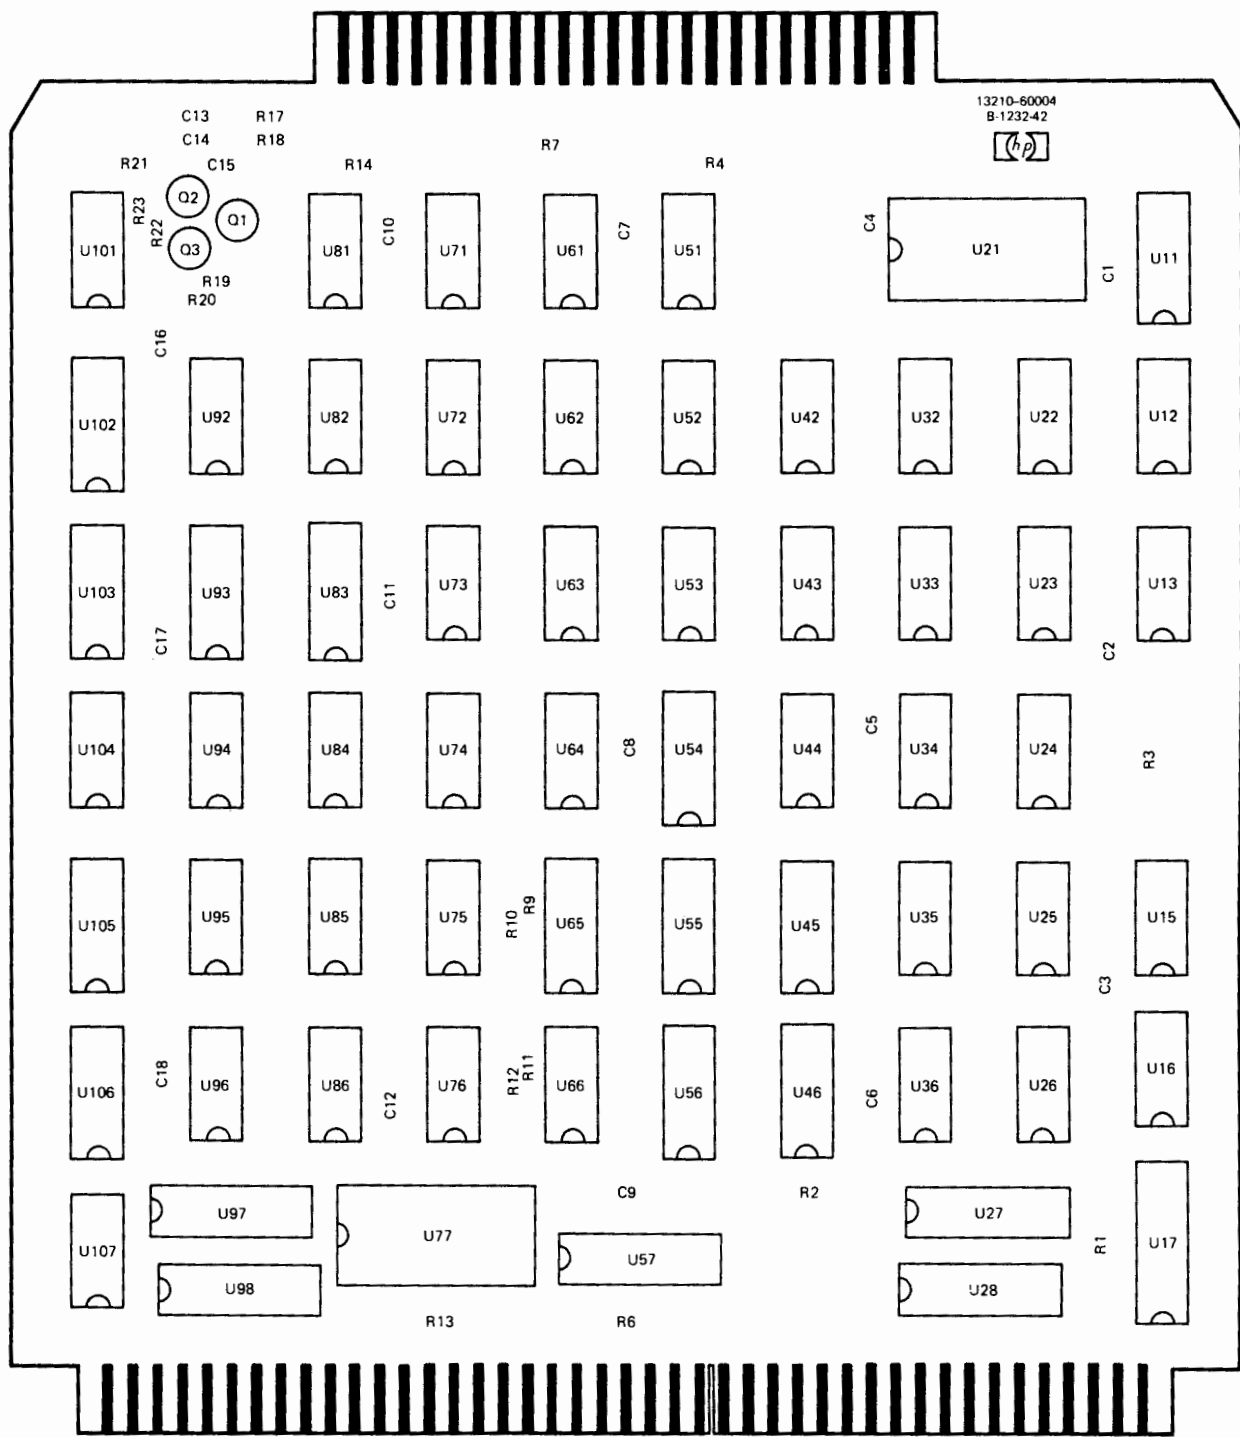 13210-60004
B-1232-42
hp
C13 R17
C14 R18
R21 C15 R14 R7 R4
R23
R22
Q2
Q1
Q3
R19
R20
C10
C7
C4
C1
U101 U81 U71 U61 U51 U21 U11
C16
U102 U92 U82 U72 U62 U52 U42 U32 U22 U12
U103 U93 U83 C11 U73 U63 U53 U43 U33 U23 U13
C17
C2
U104 U94 U84 U74 U64 C8 U54 U44 C5 U34 U24 R3
U105 U95 U85 U75 R10 R9 U65 U55 U45 U35 U25 U15
C3
U106 C18 U96 U86 C12 U76 R12 R11 U66 U56 U46 C6 U36 U26 U16
C9 R2
U97 U77 U27
U107 U57 R1 U17
U98 U28
R13 R6